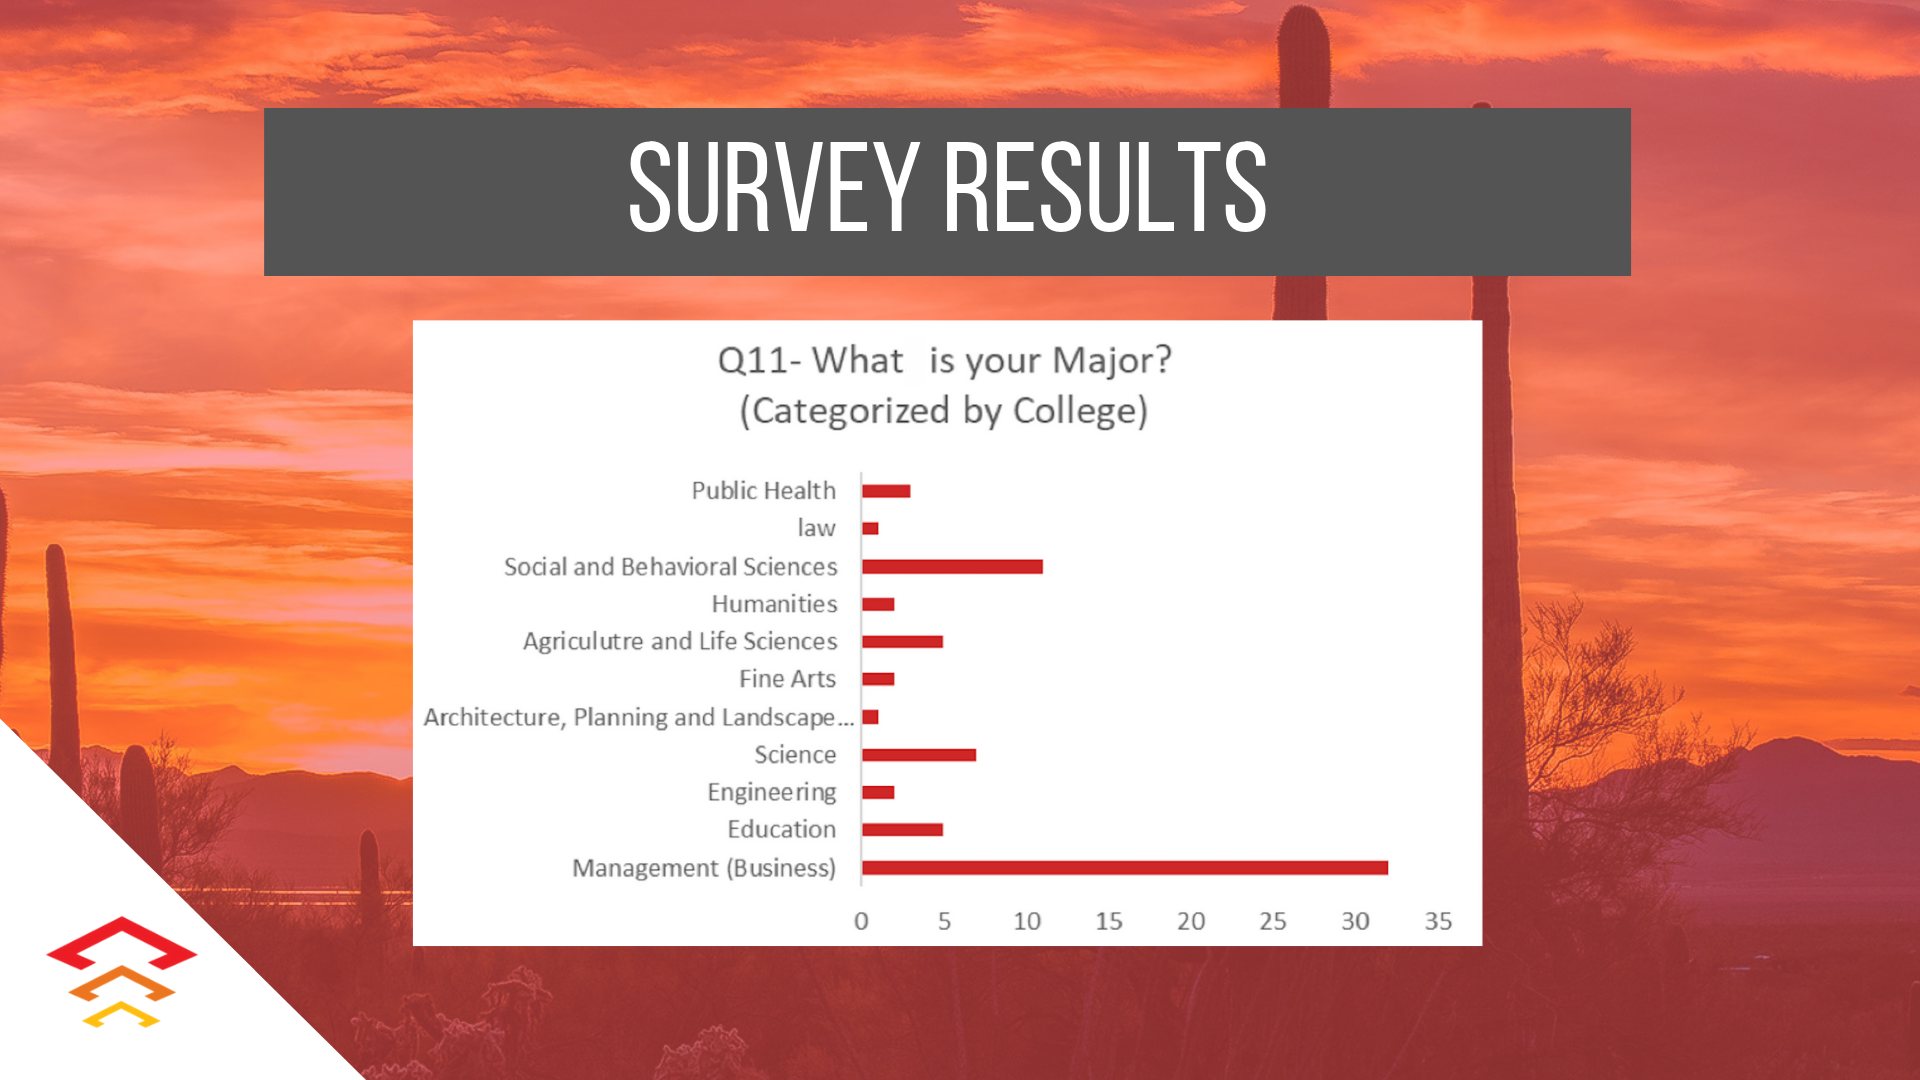 SURVEY RESULTS
Q11- What is your Major?
(Categorized by College)
Public Health
law
Social and Behavioral Sciences
Humanities
Agriculutre and Life Sciences
Fine Arts
Architecture, Planning and Landscape...
Science
Engineering
Education
Management (Business)
0 5 10 15 20 25 30 35